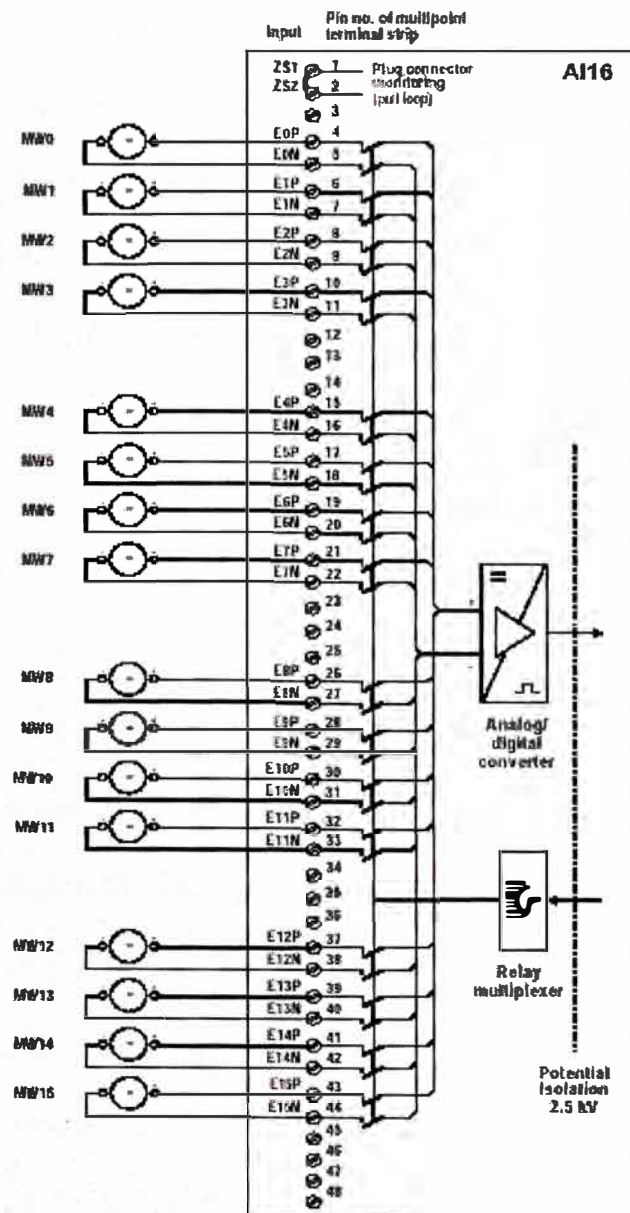 Input
Pin no. of multipoint
terminal strip
AI16
ZS1 1 Plug connector
monitoring
ZSZ 2
(pull loop)
3
MW0 E0P 4
E0N 5
MW1 E1P 6
E1N 7
MW2 E2P 8
E2N 9
MW3 E3P 10
E3N 11
12
13
14
MW4 E4P 15
E4N 16
MW5 E5P 17
E5N 18
MW6 E6P 19
E6N 20
MW7 E7P 21
E7N 22
23
24
25
MW8 E8P 26
E8N 27
MW9 E9P 28
E9N 29
MW10 E10P 30
E10N 31
MW11 E11P 32
E11N 33
34
35
36
MW12 E12P 37
E12N 38
MW13 E13P 39
E13N 40
MW14 E14P 41
E14N 42
MW15 E15P 43
E15N 44
45
46
47
48
Analog/
digital
converter
Relay
multiplexer
Potential
Isolation
2.5 kV